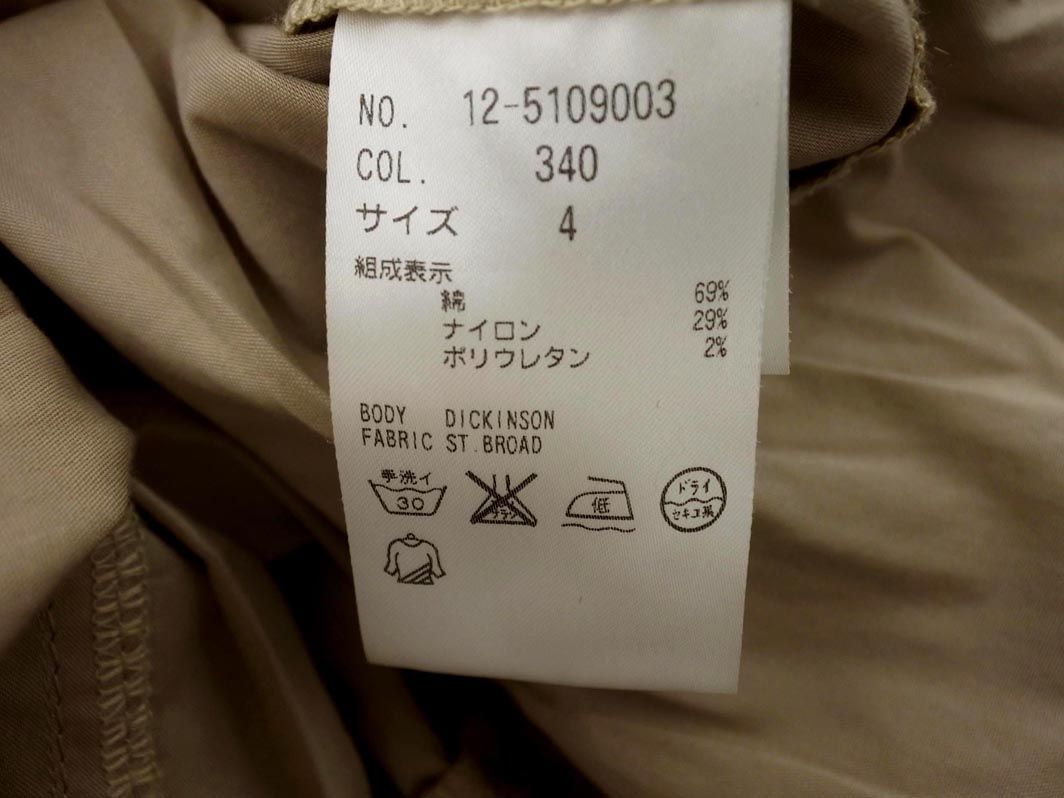 NO. 12-5109003
COL. 340
サイズ 4
組成表示
綿 69%
ナイロン 29%
ポリウレタン 2%
BODY DICKINSON
FABRIC ST.BROAD
手洗イ
30
低
ドライ
セキユ系